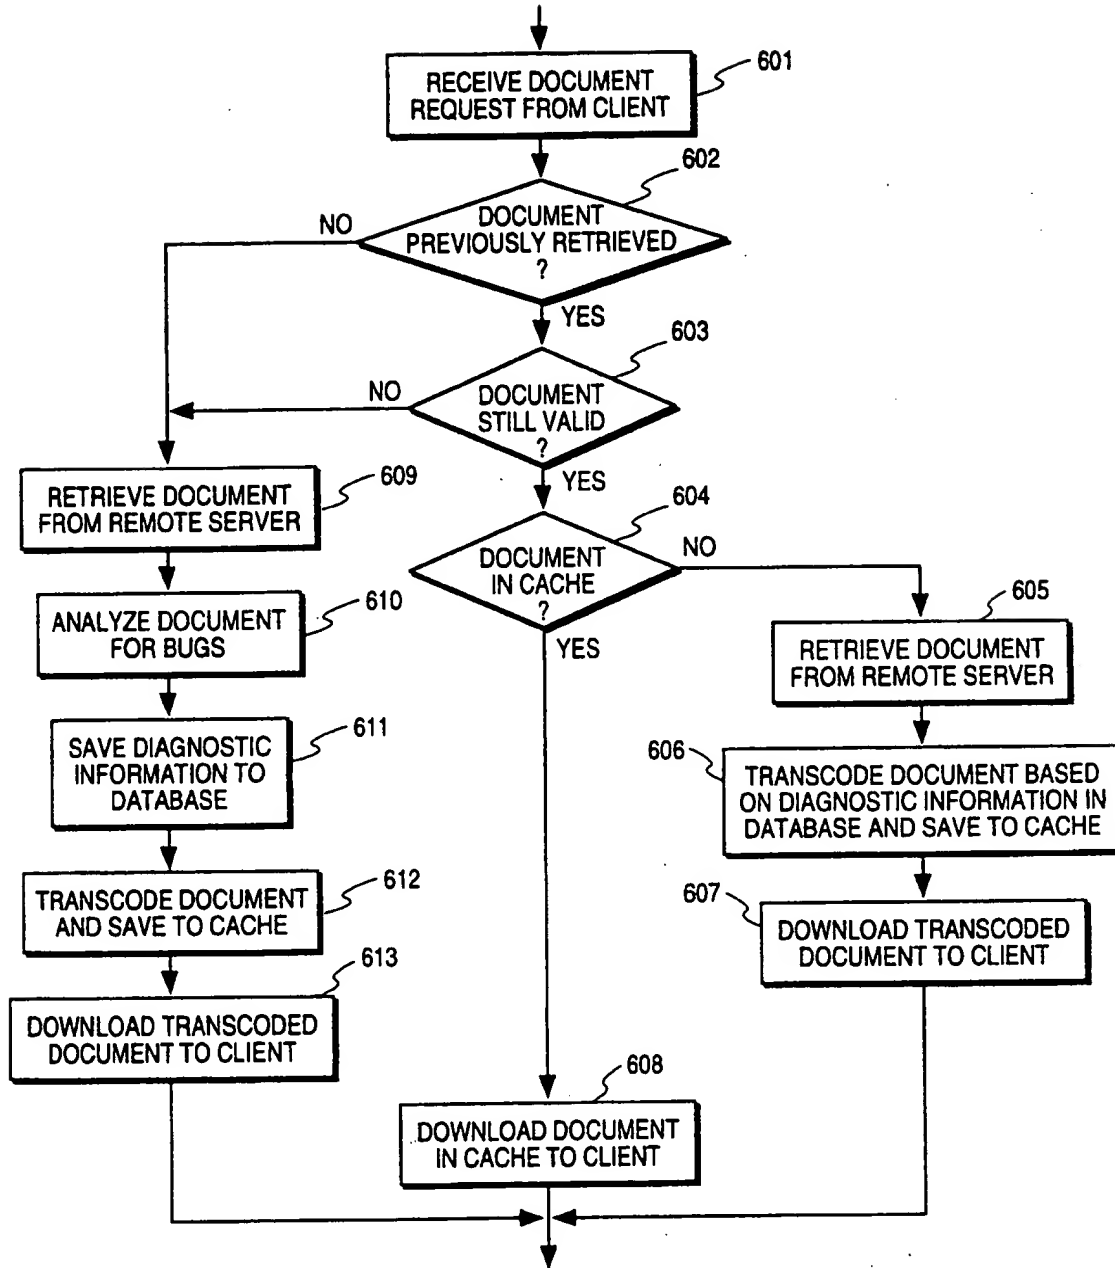 RECEIVE DOCUMENT
REQUEST FROM CLIENT
601
602
DOCUMENT
PREVIOUSLY RETRIEVED
?
NO
YES
603
DOCUMENT
STILL VALID
?
NO
YES
604
DOCUMENT
IN CACHE
?
NO
YES
605
RETRIEVE DOCUMENT
FROM REMOTE SERVER
606
TRANSCODE DOCUMENT BASED
ON DIAGNOSTIC INFORMATION IN
DATABASE AND SAVE TO CACHE
607
DOWNLOAD TRANSCODED
DOCUMENT TO CLIENT
608
DOWNLOAD DOCUMENT
IN CACHE TO CLIENT
609
RETRIEVE DOCUMENT
FROM REMOTE SERVER
610
ANALYZE DOCUMENT
FOR BUGS
611
SAVE DIAGNOSTIC
INFORMATION TO
DATABASE
612
TRANSCODE DOCUMENT
AND SAVE TO CACHE
613
DOWNLOAD TRANSCODED
DOCUMENT TO CLIENT